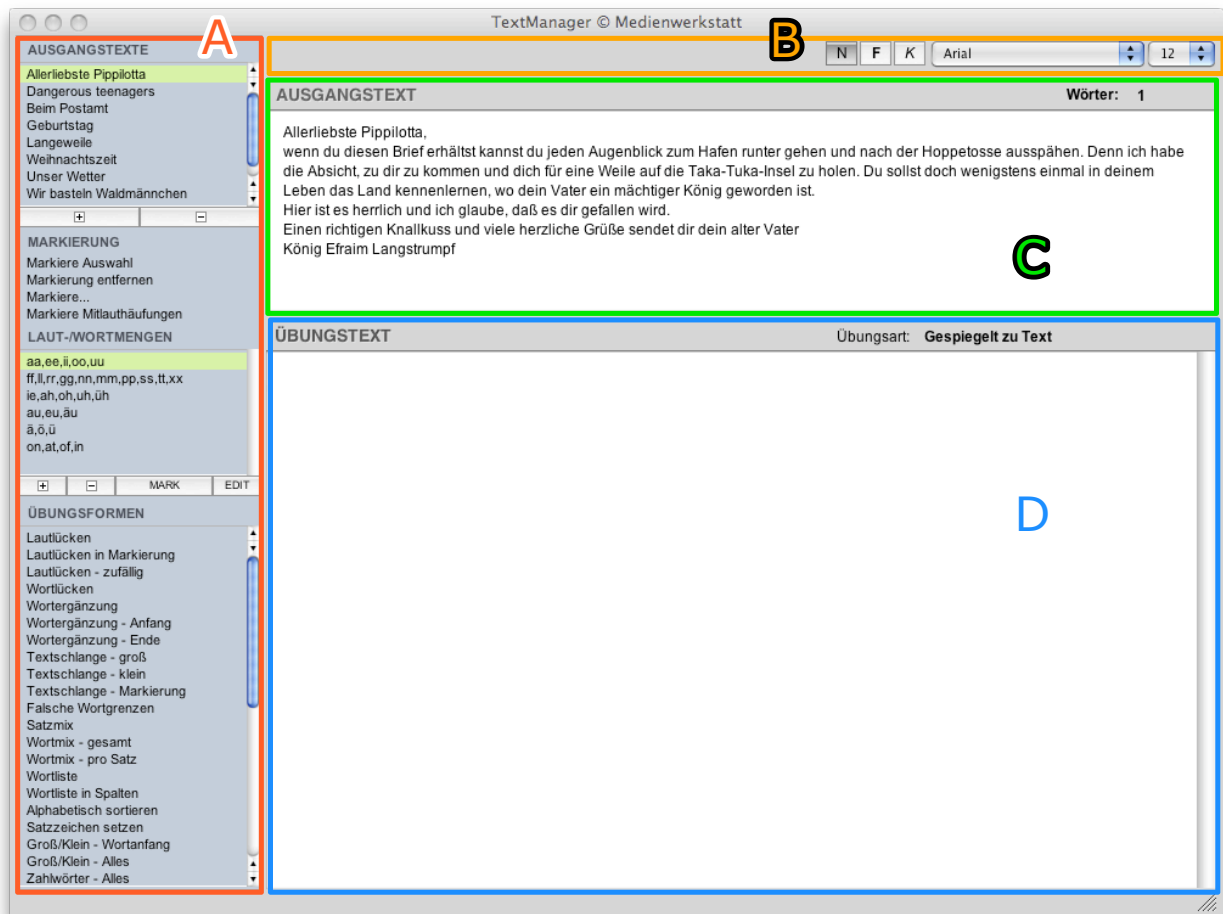 TextManager © Medienwerkstatt
A
AUSGANGSTEXTE
Allerliebste Pippilotta
Dangerous teenagers
Beim Postamt
Geburtstag
Langeweile
Weihnachtszeit
Unser Wetter
Wir basteln Waldmännchen
MARKIERUNG
Markiere Auswahl
Markierung entfernen
Markiere...
Markiere Mitlauthäufungen
LAUT-/WORTMENGEN
aa,ee,ii,oo,uu
ff,ll,rr,gg,nn,mm,pp,ss,tt,xx
ie,ah,oh,uh,üh
au,eu,äu
ä,ö,ü
on,at,of,in
MARK EDIT
ÜBUNGSFORMEN
Lautlücken
Lautlücken in Markierung
Lautlücken - zufällig
Wortlücken
Wortergänzung
Wortergänzung - Anfang
Wortergänzung - Ende
Textschlange - groß
Textschlange - klein
Textschlange - Markierung
Falsche Wortgrenzen
Satzmix
Wortmix - gesamt
Wortmix - pro Satz
Wortliste
Wortliste in Spalten
Alphabetisch sortieren
Satzzeichen setzen
Groß/Klein - Wortanfang
Groß/Klein - Alles
Zahlwörter - Alles
B
N F K Arial 12
AUSGANGSTEXT Wörter: 1
Allerliebste Pippilotta,
wenn du diesen Brief erhältst kannst du jeden Augenblick zum Hafen runter gehen und nach der Hoppetosse ausspähen. Denn ich habe
die Absicht, zu dir zu kommen und dich für eine Weile auf die Taka-Tuka-Insel zu holen. Du sollst doch wenigstens einmal in deinem
Leben das Land kennenlernen, wo dein Vater ein mächtiger König geworden ist.
Hier ist es herrlich und ich glaube, daß es dir gefallen wird.
Einen richtigen Knallkuss und viele herzliche Grüße sendet dir dein alter Vater
König Efraim Langstrumpf
C
ÜBUNGSTEXT Übungsart: Gespiegelt zu Text
D